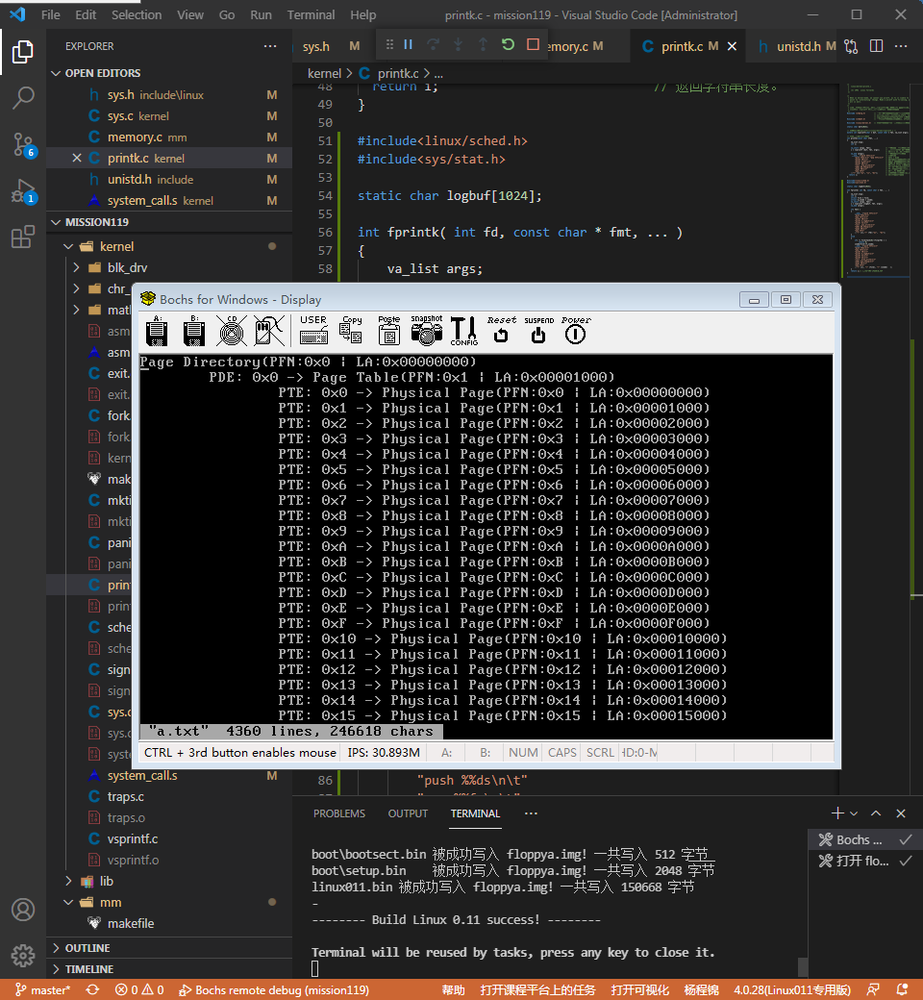 File Edit Selection View Go Run Terminal Help printk.c - mission119 - Visual Studio Code [Administrator]
EXPLORER
OPEN EDITORS
sys.h include\linux M
sys.c kernel M
memory.c mm M
printk.c kernel M
unistd.h include M
system_call.s kernel M
MISSION119
kernel
blk_drv
chr_
mat
asm
asm
exit.
exit.
fork
fork
kern
mak
mkti
mkti
pani
pani
print
print
sche
sche
sign
sign
sys.c
sys.
syste
system_call.s M
traps.c
traps.o
vsprintf.c
vsprintf.o
lib
mm
makefile
OUTLINE
TIMELINE
6
1
sys.h M
emory.c M
printk.c M
unistd.h M
kernel > printk.c > ...
48 return i; // 返回字符串长度。
49 }
50
51 #include<linux/sched.h>
52 #include<sys/stat.h>
53
54 static char logbuf[1024];
55
56 int fprintk( int fd, const char * fmt, ... )
57 {
58 va_list args;
Bochs for Windows - Display
A: B: CD USER Copy Paste snapshot CONFIG Reset SUSPEND Power
Page Directory(PFN:0x0 | LA:0x00000000)
PDE: 0x0 -> Page Table(PFN:0x1 | LA:0x00001000)
PTE: 0x0 -> Physical Page(PFN:0x0 | LA:0x00000000)
PTE: 0x1 -> Physical Page(PFN:0x1 | LA:0x00001000)
PTE: 0x2 -> Physical Page(PFN:0x2 | LA:0x00002000)
PTE: 0x3 -> Physical Page(PFN:0x3 | LA:0x00003000)
PTE: 0x4 -> Physical Page(PFN:0x4 | LA:0x00004000)
PTE: 0x5 -> Physical Page(PFN:0x5 | LA:0x00005000)
PTE: 0x6 -> Physical Page(PFN:0x6 | LA:0x00006000)
PTE: 0x7 -> Physical Page(PFN:0x7 | LA:0x00007000)
PTE: 0x8 -> Physical Page(PFN:0x8 | LA:0x00008000)
PTE: 0x9 -> Physical Page(PFN:0x9 | LA:0x00009000)
PTE: 0xA -> Physical Page(PFN:0xA | LA:0x0000A000)
PTE: 0xB -> Physical Page(PFN:0xB | LA:0x0000B000)
PTE: 0xC -> Physical Page(PFN:0xC | LA:0x0000C000)
PTE: 0xD -> Physical Page(PFN:0xD | LA:0x0000D000)
PTE: 0xE -> Physical Page(PFN:0xE | LA:0x0000E000)
PTE: 0xF -> Physical Page(PFN:0xF | LA:0x0000F000)
PTE: 0x10 -> Physical Page(PFN:0x10 | LA:0x00010000)
PTE: 0x11 -> Physical Page(PFN:0x11 | LA:0x00011000)
PTE: 0x12 -> Physical Page(PFN:0x12 | LA:0x00012000)
PTE: 0x13 -> Physical Page(PFN:0x13 | LA:0x00013000)
PTE: 0x14 -> Physical Page(PFN:0x14 | LA:0x00014000)
PTE: 0x15 -> Physical Page(PFN:0x15 | LA:0x00015000)
"a.txt" 4360 lines, 246618 chars
CTRL + 3rd button enables mouse IPS: 30.893M A: B: NUM CAPS SCRL HD:0-M
86 "push %%ds\n\t"
PROBLEMS OUTPUT TERMINAL ...
boot\bootsect.bin 被成功写入 floppya.img! 一共写入 512 字节
boot\setup.bin 被成功写入 floppya.img! 一共写入 2048 字节
linux011.bin 被成功写入 floppya.img! 一共写入 150668 字节
-
-------- Build Linux 0.11 success! --------
Terminal will be reused by tasks, press any key to close it.
Bochs ...
打开 flo...
master* 0 0 Bochs remote debug (mission119) 帮助 打开课程平台上的任务 打开可视化 杨程锦 4.0.28(Linux011专用版)